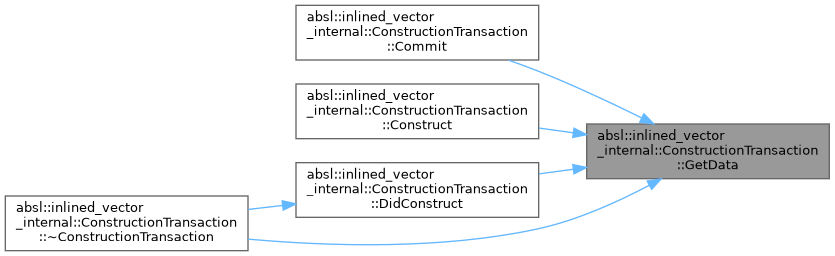 absl::inlined_vector
_internal::ConstructionTransaction
::Commit
absl::inlined_vector
_internal::ConstructionTransaction
::Construct
absl::inlined_vector
_internal::ConstructionTransaction
::GetData
absl::inlined_vector
_internal::ConstructionTransaction
::DidConstruct
absl::inlined_vector
_internal::ConstructionTransaction
::~ConstructionTransaction